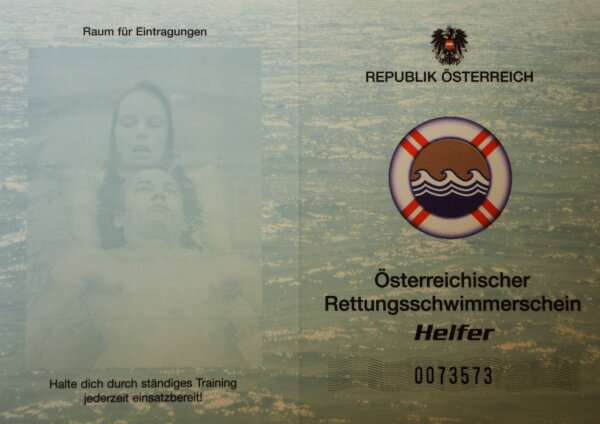 Raum für Eintragungen
Halte dich durch ständiges Training
jederzeit einsatzbereit!
REPUBLIK ÖSTERREICH
Österreichischer
Rettungsschwimmerschein
Helfer
0073573